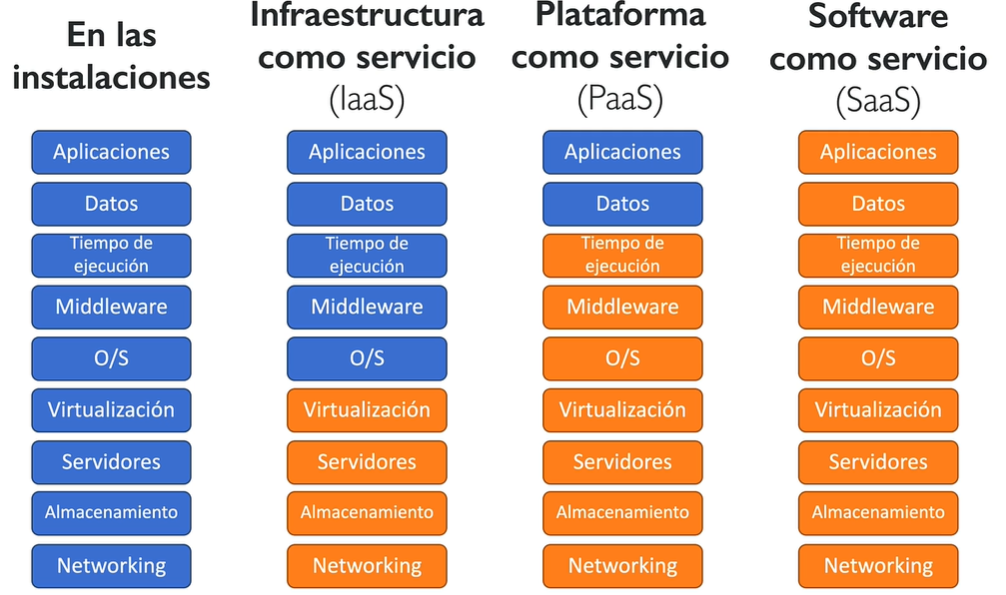 En las
instalaciones
Infraestructura
como servicio
(IaaS)
Plataforma
como servicio
(PaaS)
Software
como servicio
(SaaS)
Aplicaciones
Datos
Tiempo de
ejecución
Middleware
O/S
Virtualización
Servidores
Almacenamiento
Networking
Aplicaciones
Datos
Tiempo de
ejecución
Middleware
O/S
Virtualización
Servidores
Almacenamiento
Networking
Aplicaciones
Datos
Tiempo de
ejecución
Middleware
O/S
Virtualización
Servidores
Almacenamiento
Networking
Aplicaciones
Datos
Tiempo de
ejecución
Middleware
O/S
Virtualización
Servidores
Almacenamiento
Networking